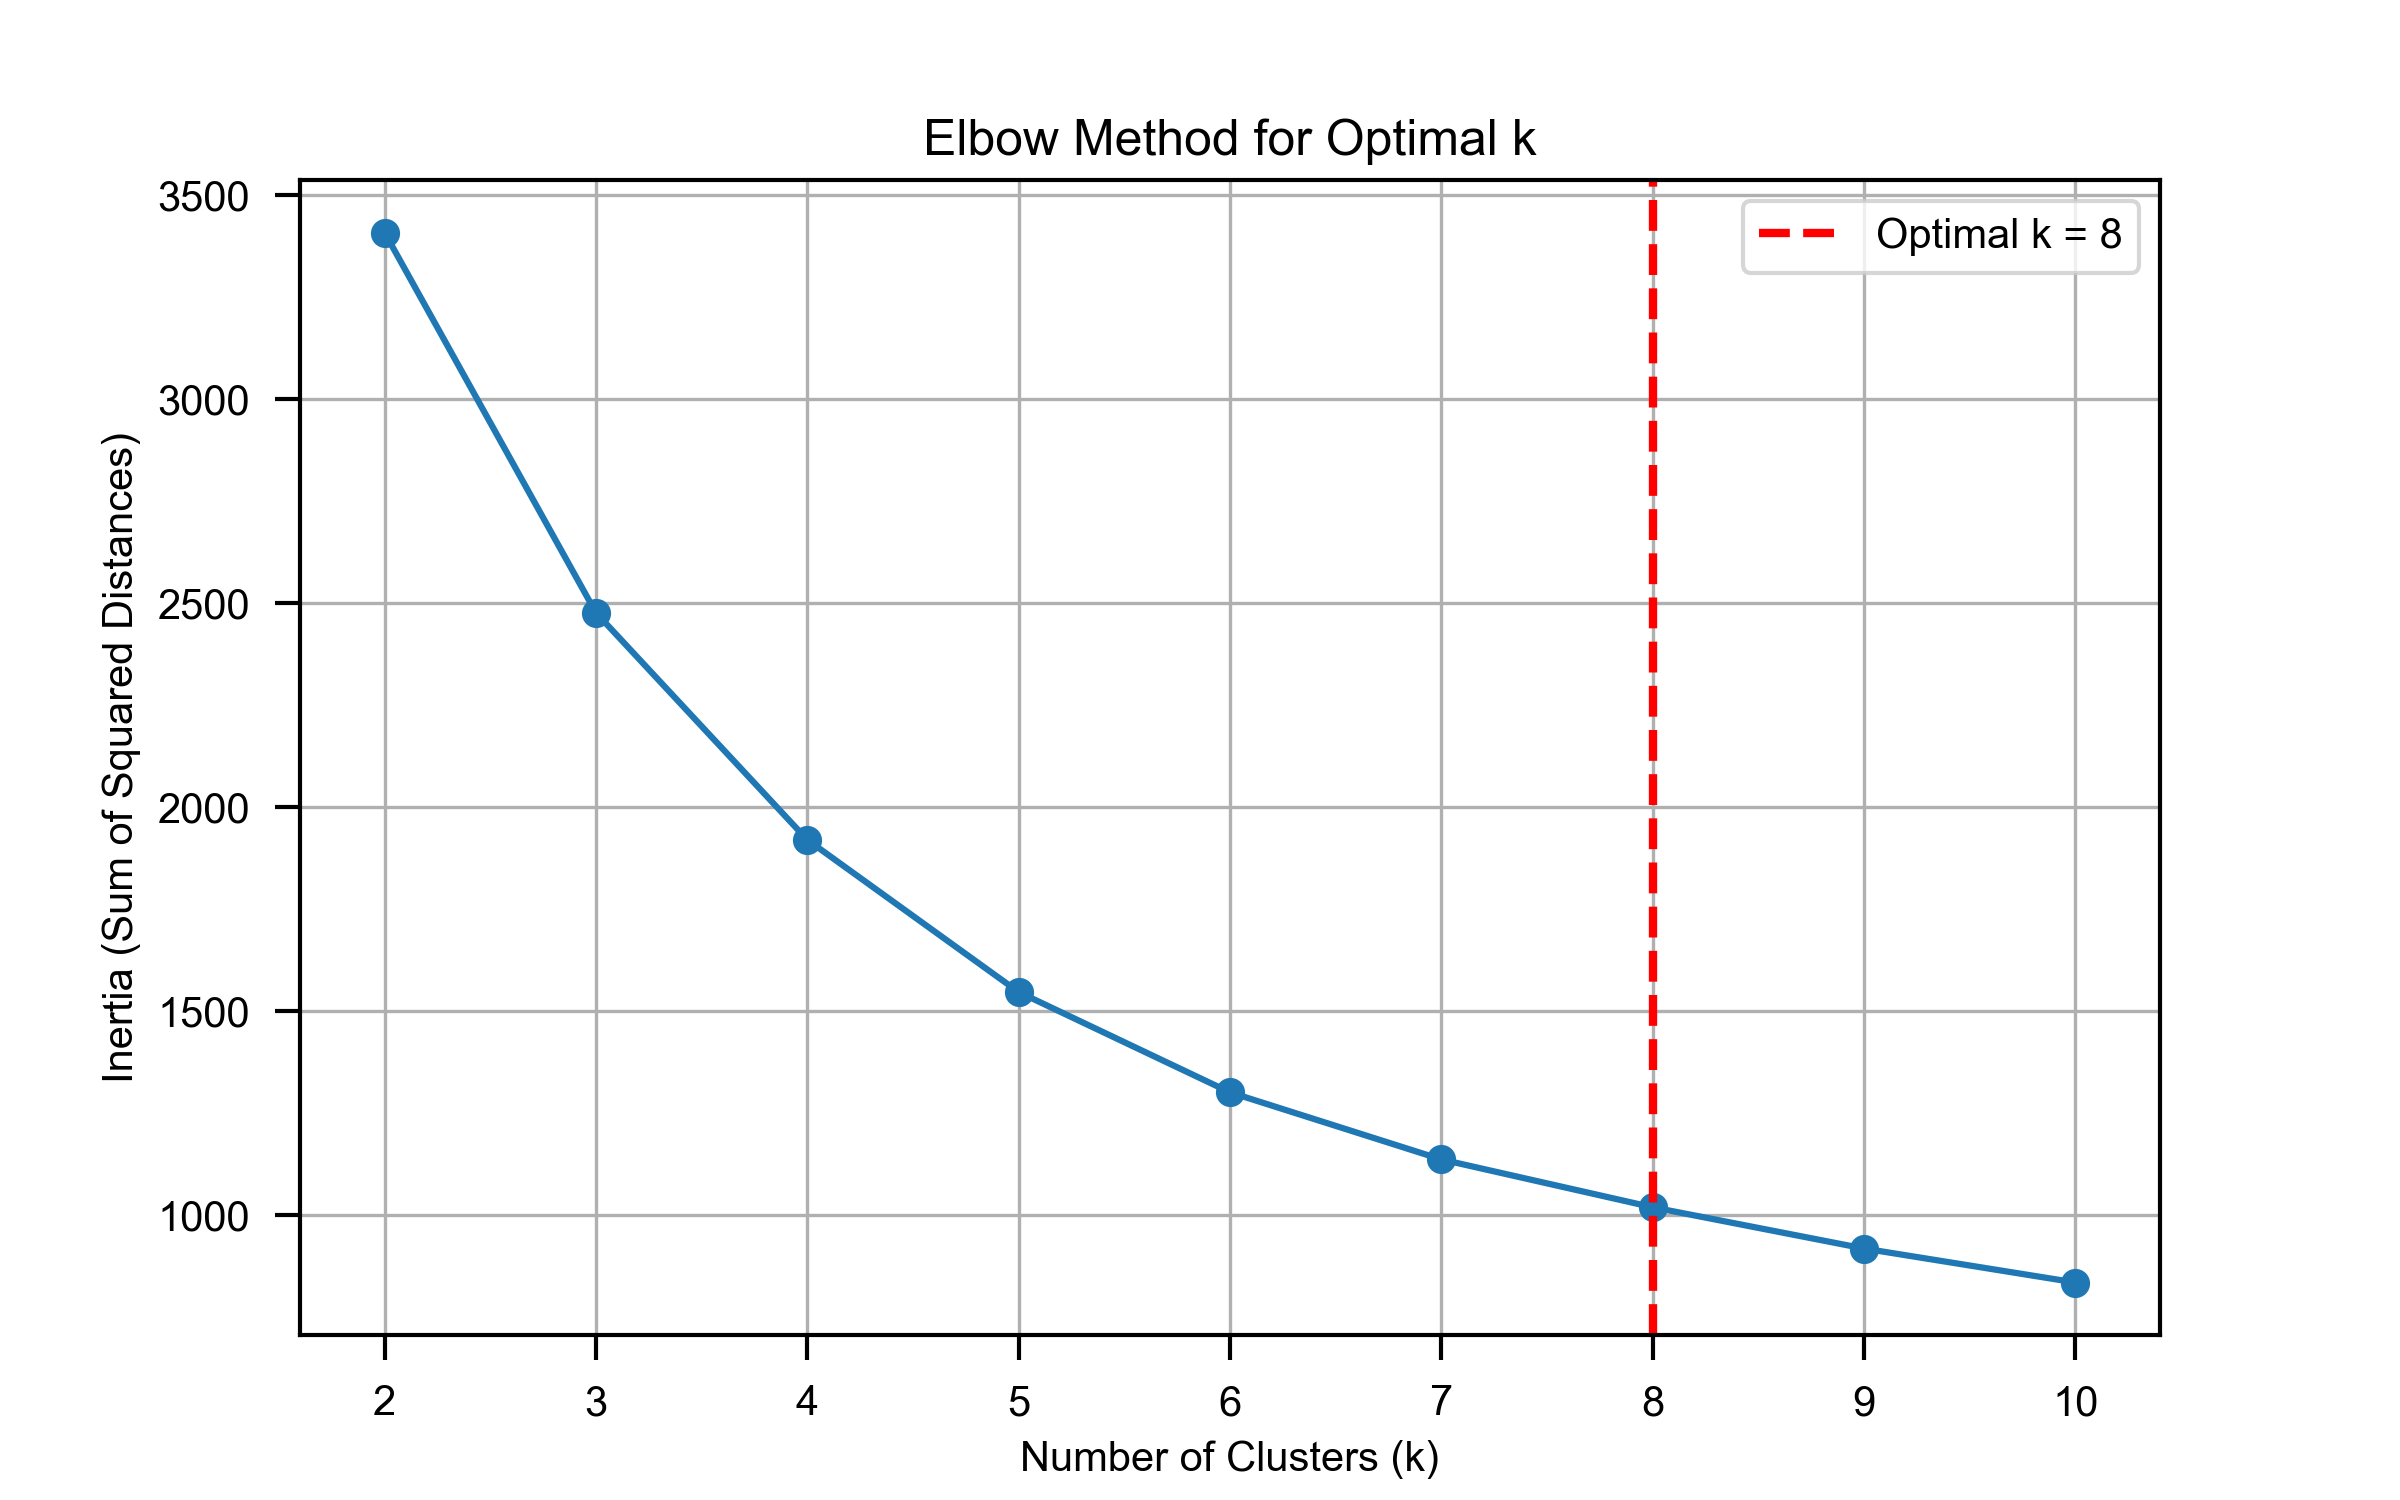 Elbow Method for Optimal k
Optimal k = 8
Inertia (Sum of Squared Distances)
3500
3000
2500
2000
1500
1000
2 3 4 5 6 7 8 9 10
Number of Clusters (k)